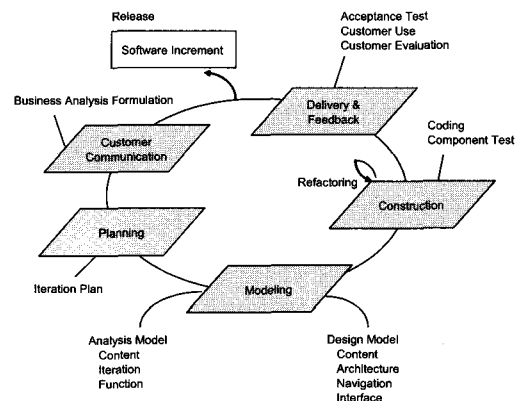 Release
Software Increment
Acceptance Test
Customer Use
Customer Evaluation
Delivery &
Feedback
Business Analysis Formulation
Customer
Communication
Coding
Component Test
Refactoring
Construction
Planning
Iteration Plan
Modeling
Analysis Model
Content
Iteration
Function
Design Model
Content
Architecture
Navigation
Interface